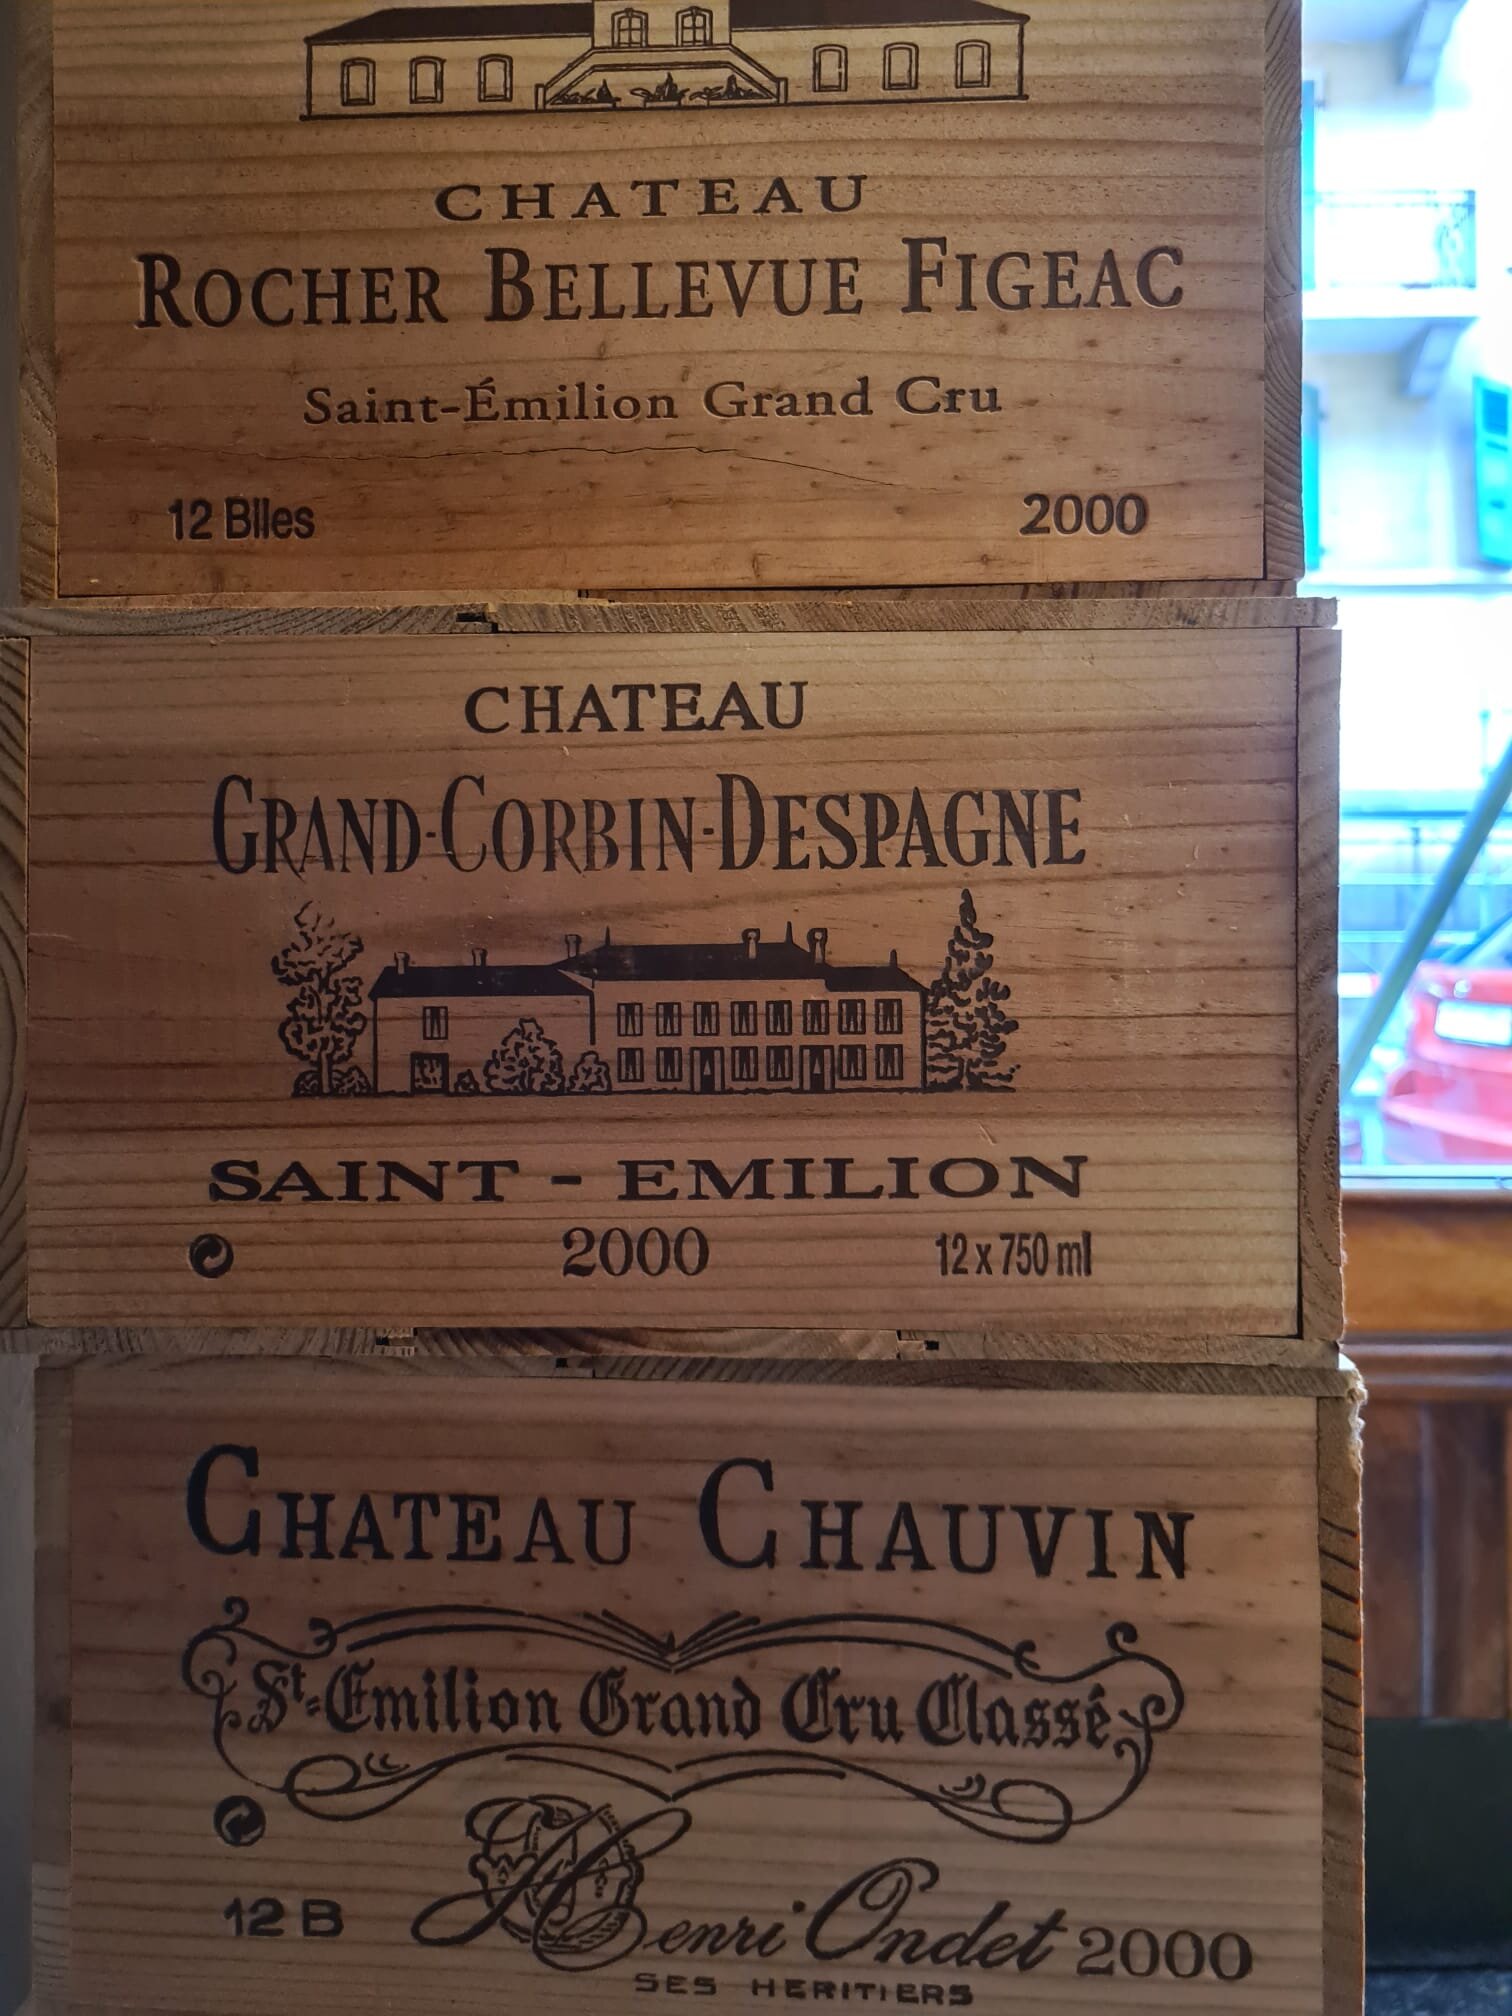 CHATEAU
ROCHER BELLEVUE FIGEAC
Saint-Émilion Grand Cru
12 Blles 2000
CHATEAU
GRAND-CORBIN-DESPAGNE
SAINT - EMILION
2000 12 x 750 ml
CHATEAU CHAUVIN
St-Emilion Grand Cru Classé
12 B Henri Ondet 2000
SES HERITIERS